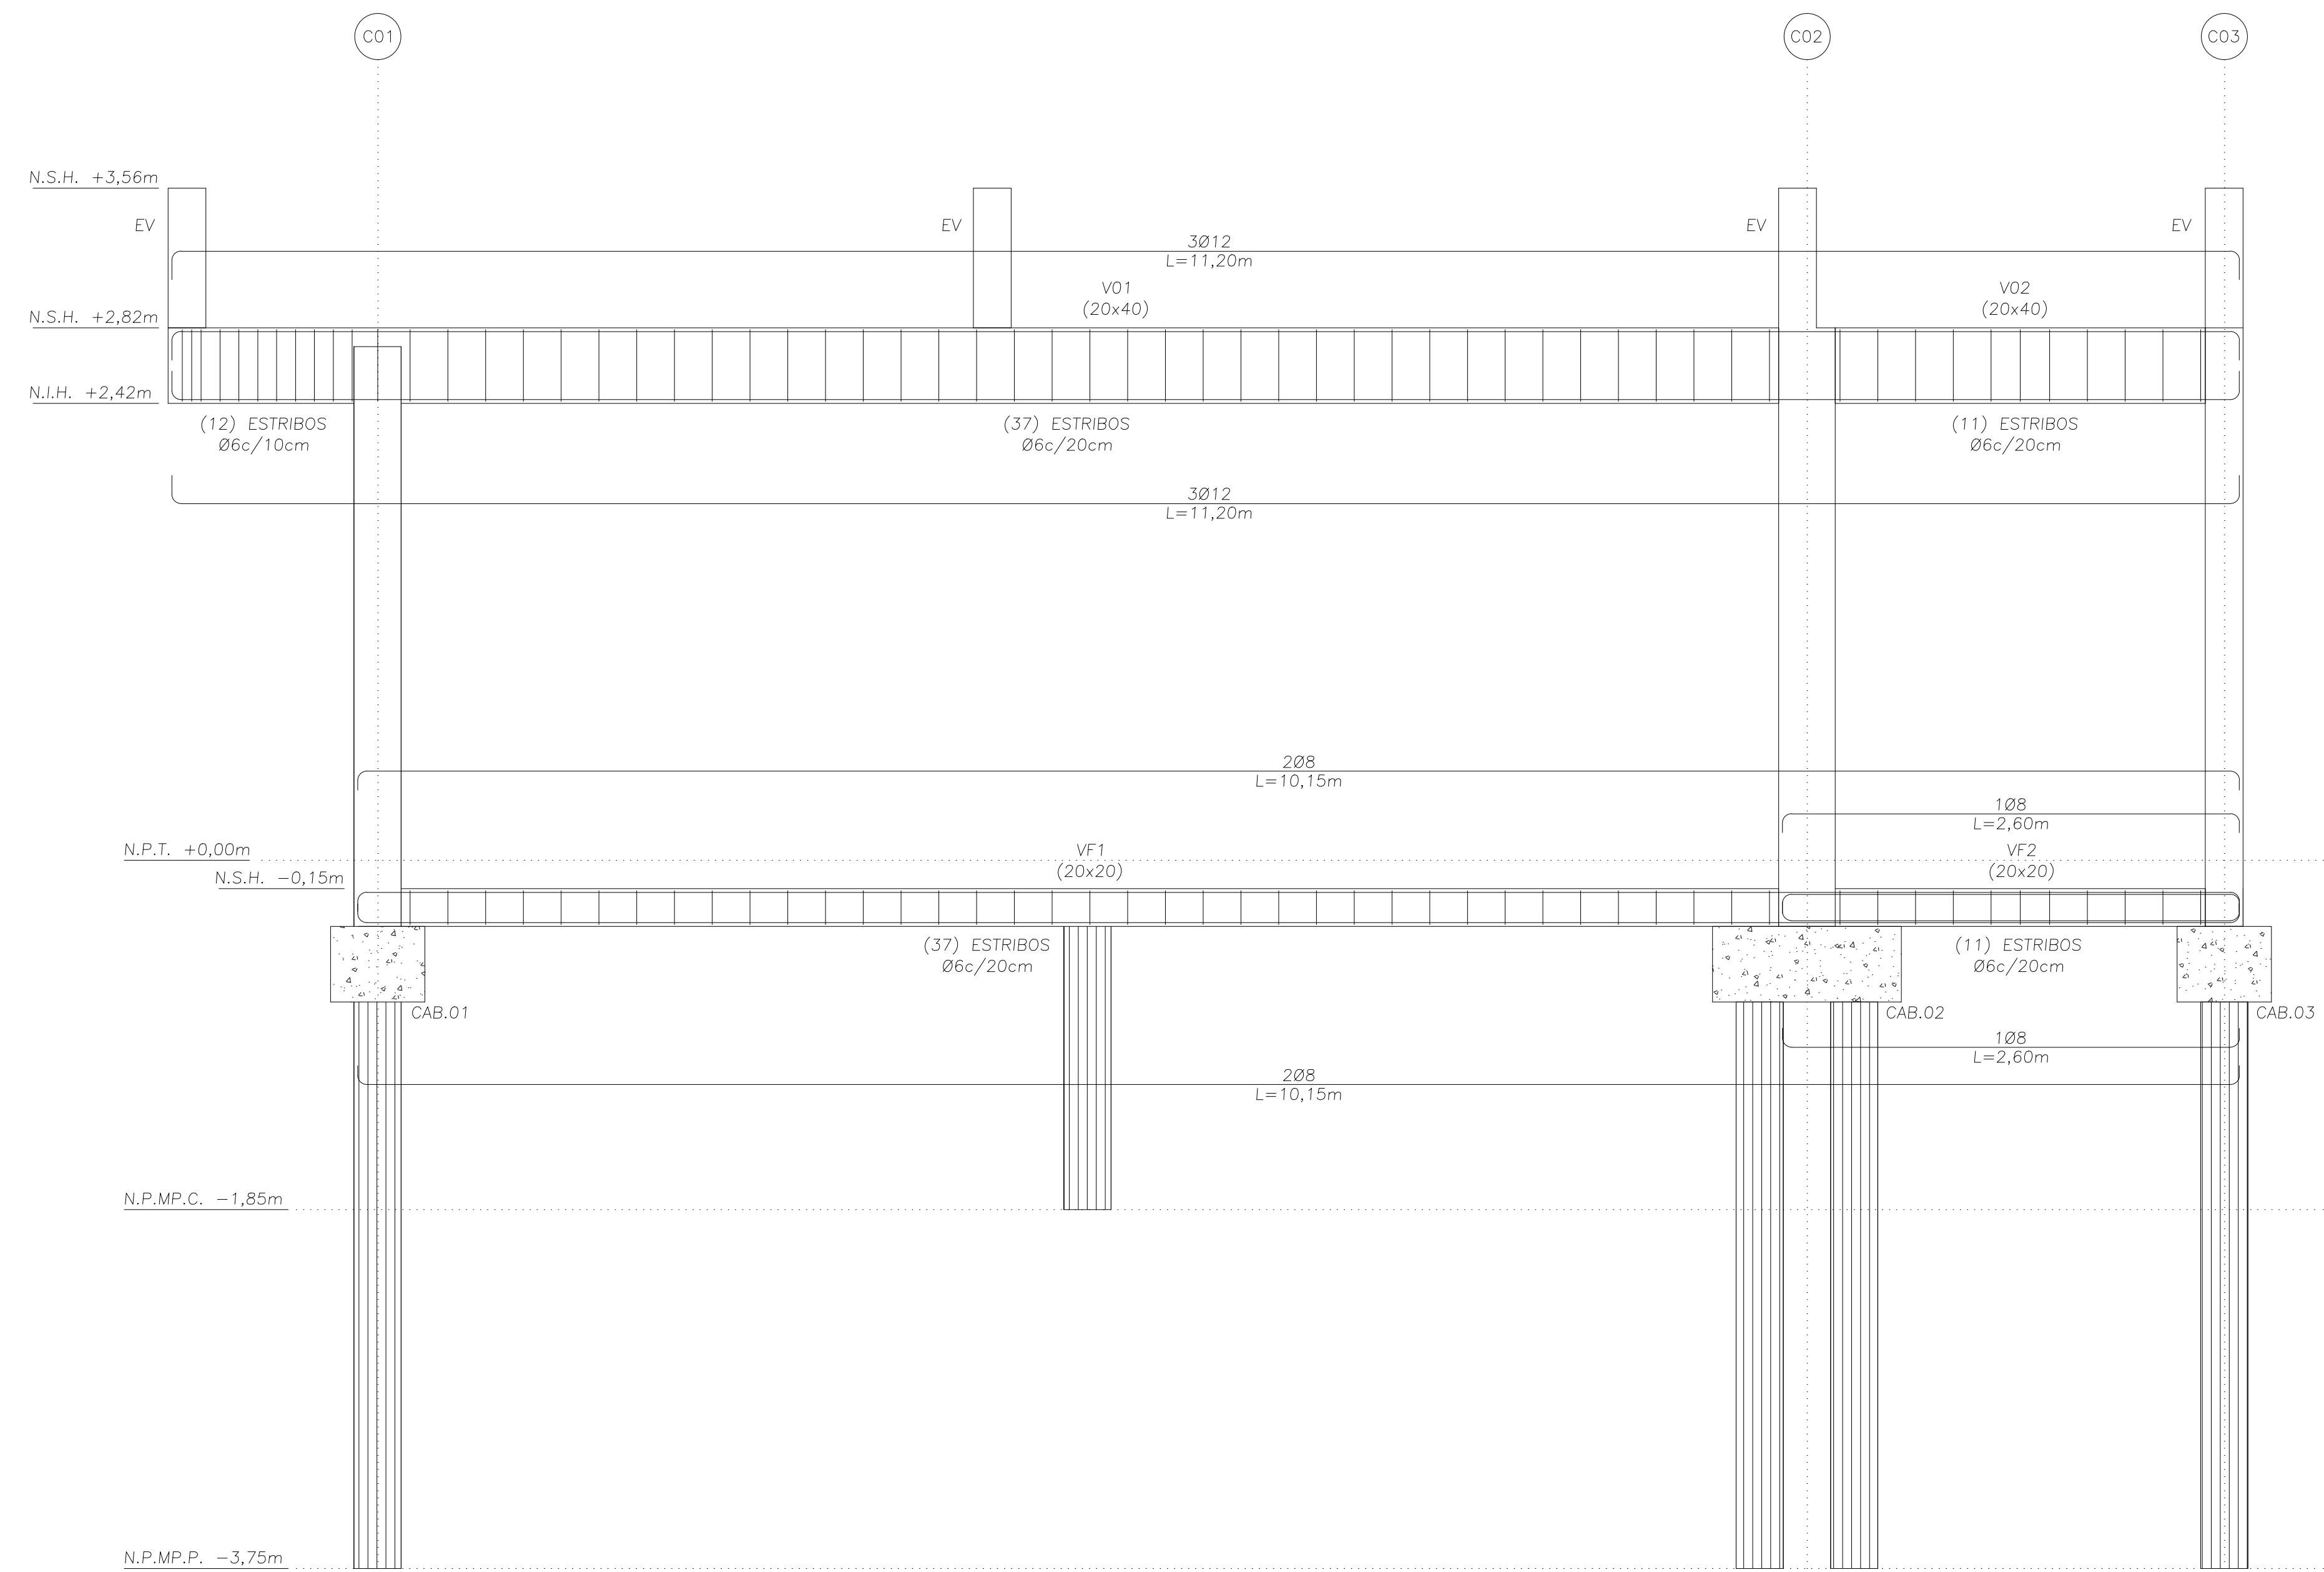 C01
C02
C03
N.S.H. +3,56m
EV
EV
EV
EV
3Ø12
L=11,20m
V01
(20x40)
V02
(20x40)
N.S.H. +2,82m
N.I.H. +2,42m
(12) ESTRIBOS
Ø6c/10cm
(37) ESTRIBOS
Ø6c/20cm
(11) ESTRIBOS
Ø6c/20cm
3Ø12
L=11,20m
2Ø8
L=10,15m
1Ø8
L=2,60m
N.P.T. +0,00m
VF1
(20x20)
VF2
(20x20)
N.S.H. −0,15m
(37) ESTRIBOS
Ø6c/20cm
(11) ESTRIBOS
Ø6c/20cm
CAB.01
CAB.02
CAB.03
1Ø8
L=2,60m
2Ø8
L=10,15m
N.P.MP.C. −1,85m
N.P.MP.P. −3,75m